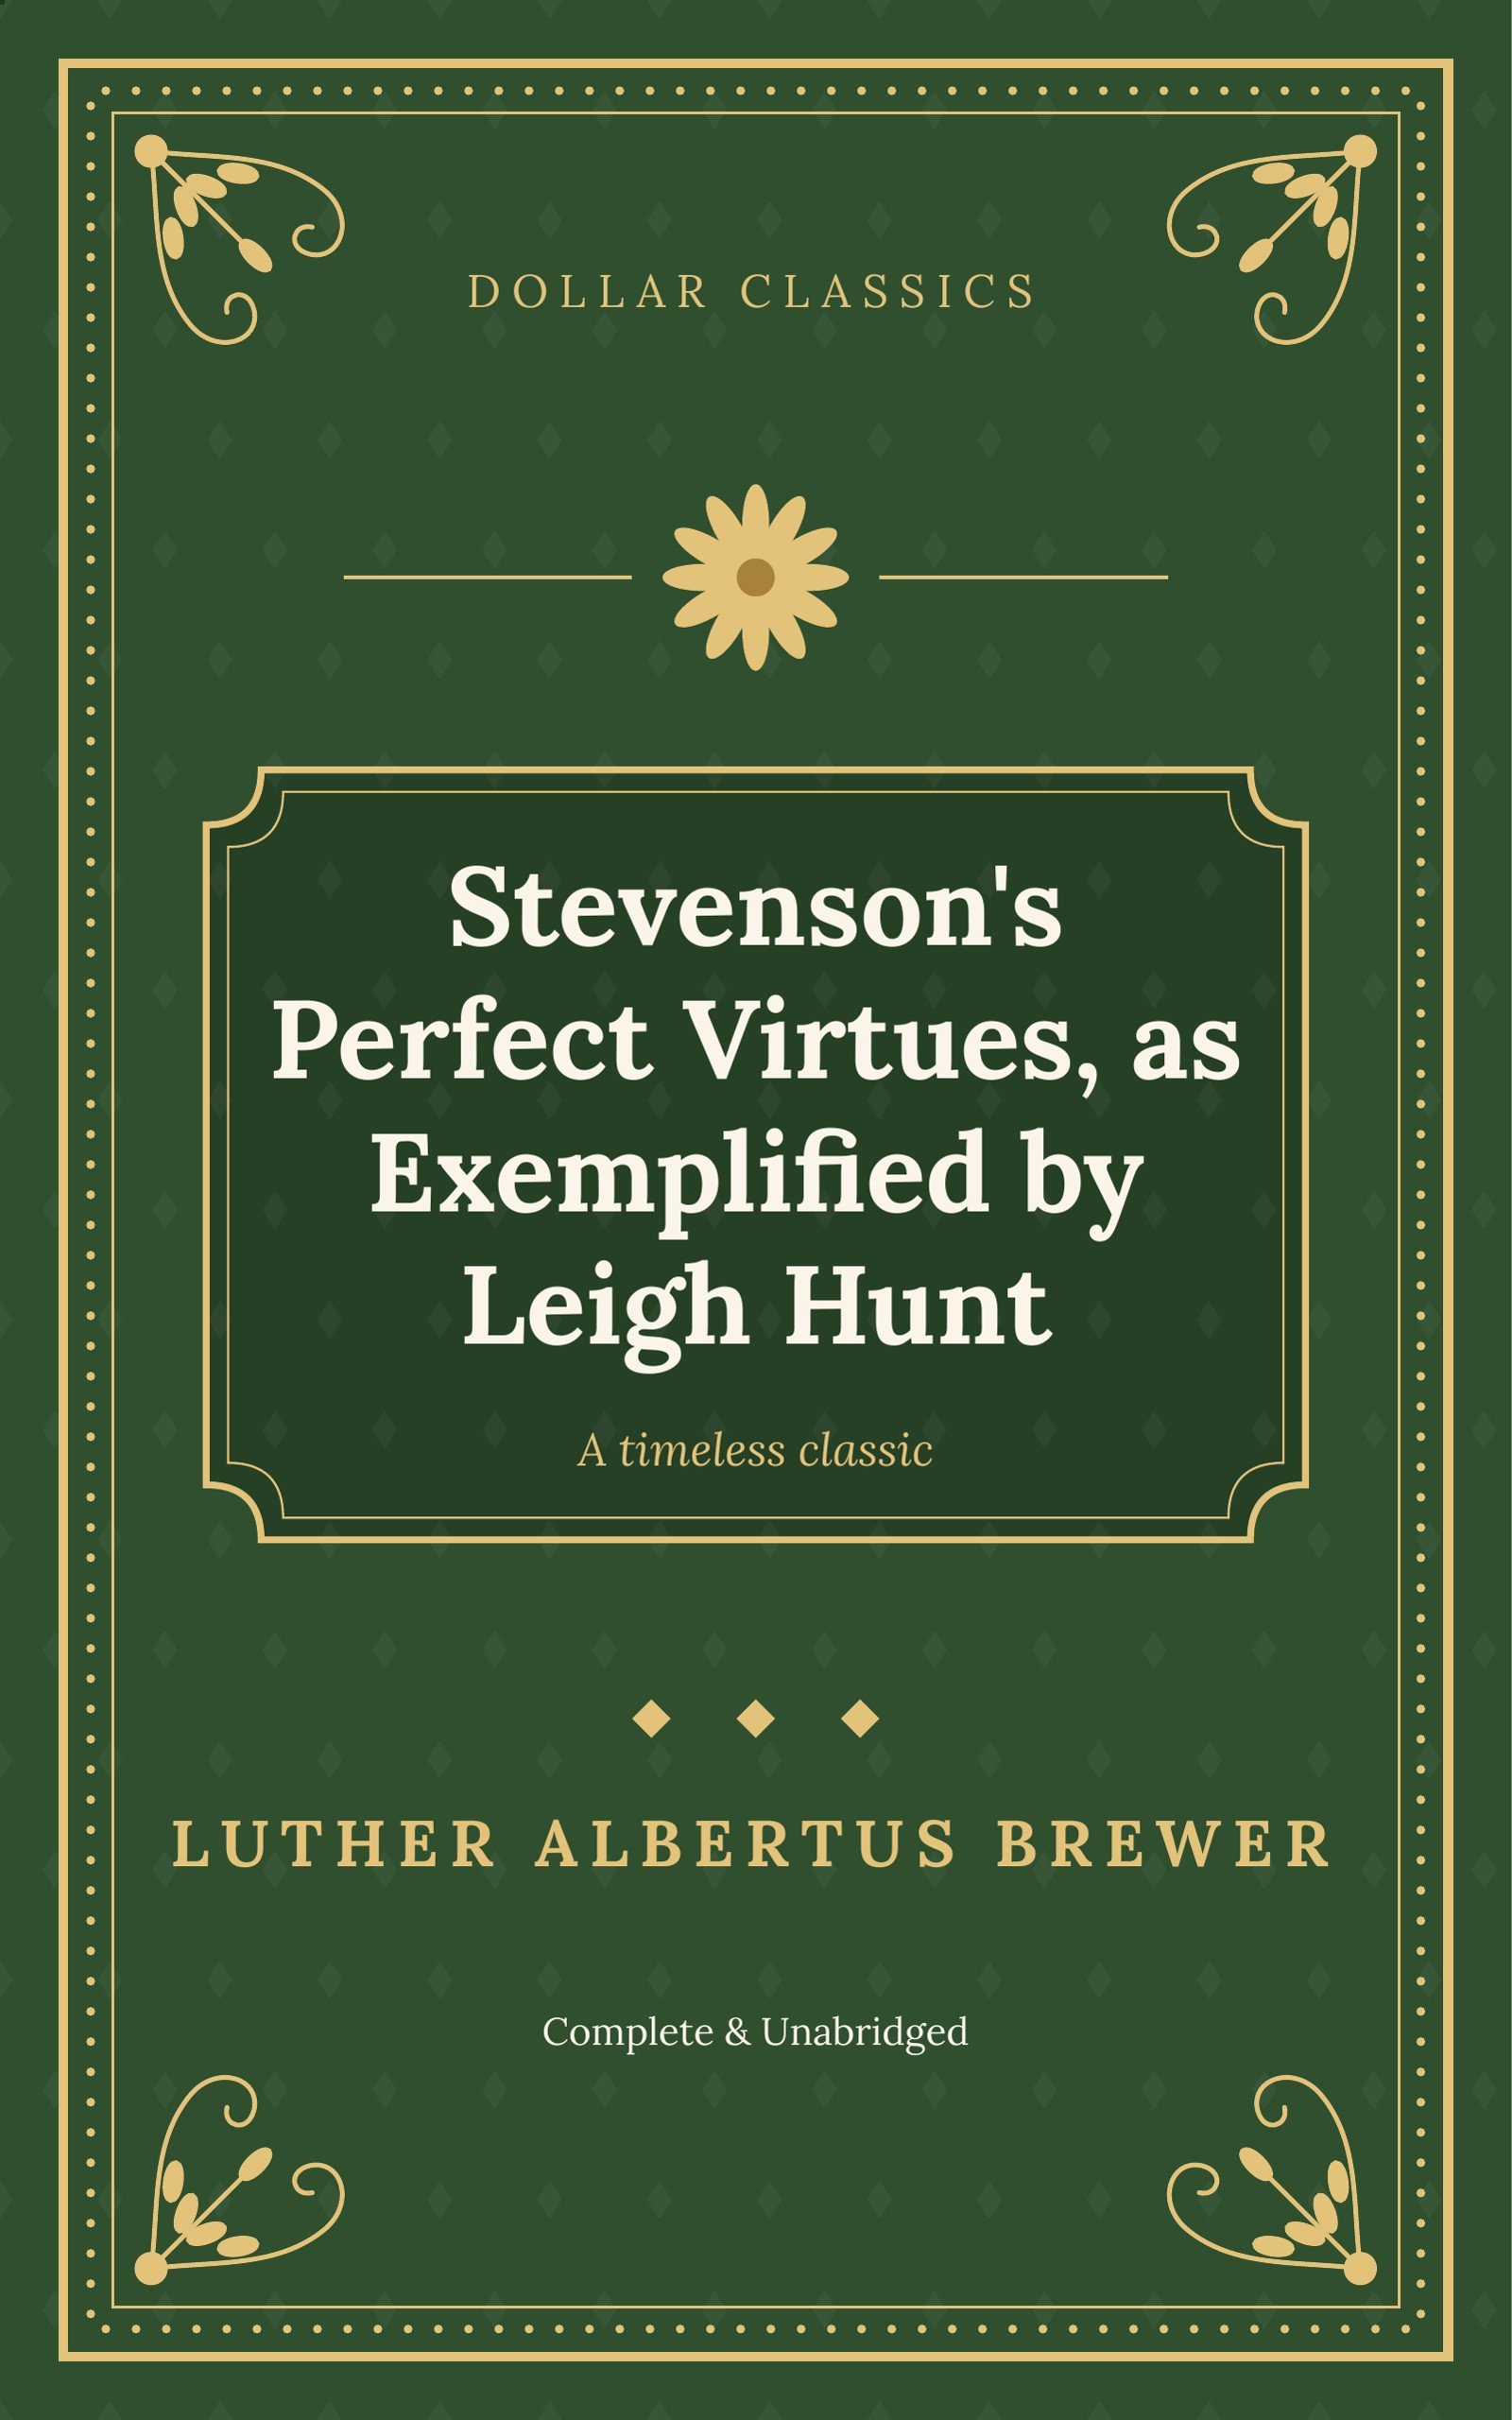 DOLLAR CLASSICS
Stevenson's
Perfect Virtues, as
Exemplified by
Leigh Hunt
A timeless classic
LUTHER ALBERTUS BREWER
Complete & Unabridged